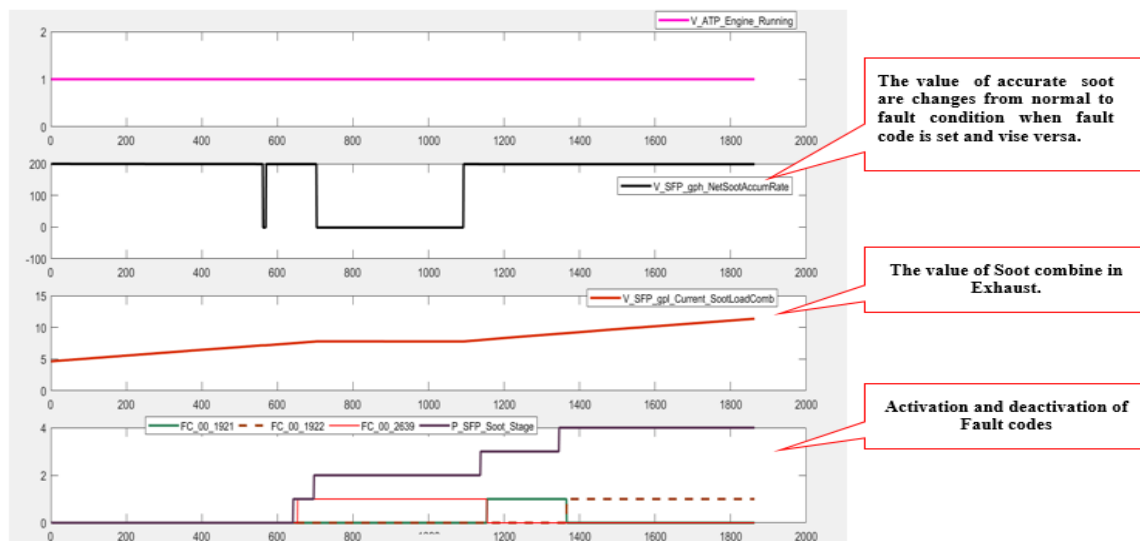 V_ATP_Engine_Running
2
1
0
0 200 400 600 800 1000 1200 1400 1600 1800 2000
The value of accurate soot
are changes from normal to
fault condition when fault
code is set and vise versa.
200
100
0
-100
V_SFP_gph_NetSootAccumRate
0 200 400 600 800 1000 1200 1400 1600 1800 2000
The value of Soot combine in
Exhaust.
15
10
5
0
V_SFP_gpl_Current_SootLoadComb
0 200 400 600 800 1000 1200 1400 1600 1800 2000
Activation and deactivation of
Fault codes
FC_00_1921 FC_00_1922 FC_00_2639 P_SFP_Soot_Stage
4
2
0
0 200 400 600 800 1000 1200 1400 1600 1800 2000